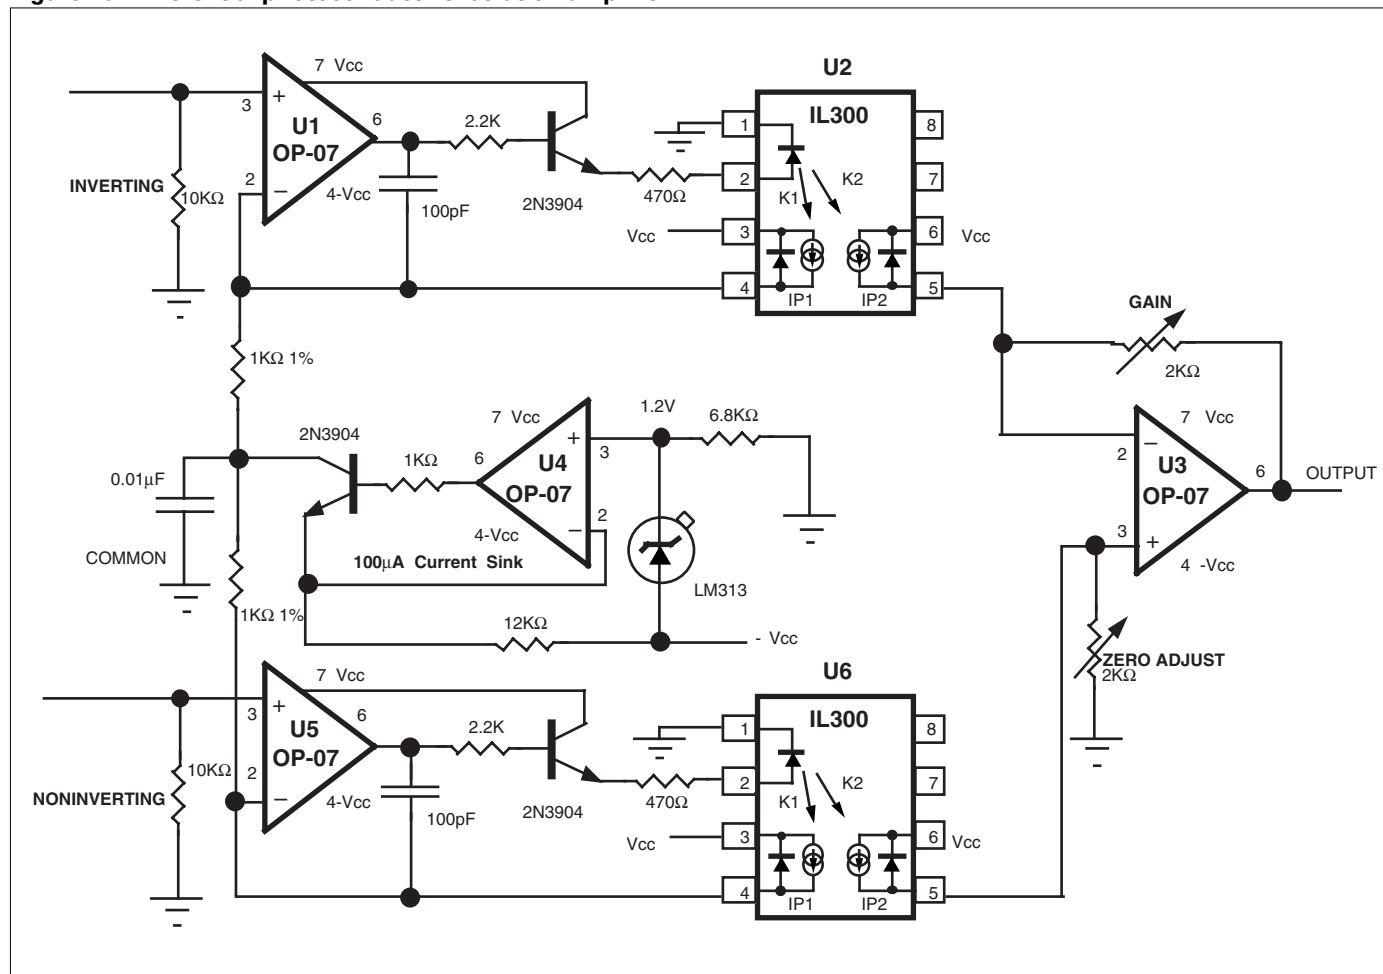 7 Vcc
U2
3
+
6
2.2K
IL300
1
8
U1
OP-07
2
7
INVERTING
2
−
10KΩ
4-Vcc
100pF
2N3904
470Ω
K1
K2
Vcc
3
6
Vcc
4
5
IP1
IP2
GAIN
2KΩ
1KΩ 1%
7 Vcc
1.2V
6.8KΩ
7 Vcc
2N3904
+
3
−
2
0.01µF
1KΩ
6
U4
OP-07
U3
OP-07
6
OUTPUT
4-Vcc
2
−
3
+
COMMON
100µA Current Sink
4 -Vcc
LM313
1KΩ 1%
12KΩ
- Vcc
ZERO ADJUST
2KΩ
7 Vcc
U6
3
+
6
2.2K
IL300
1
8
U5
OP-07
10KΩ
2
−
2
7
NONINVERTING
4-Vcc
100pF
2N3904
470Ω
K1
K2
Vcc
3
6
Vcc
4
5
IP1
IP2